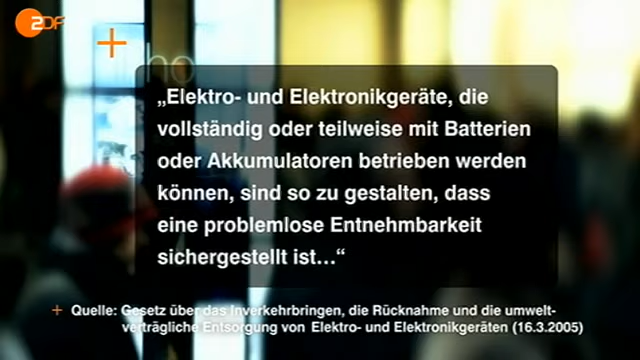 ZDF
ho
„Elektro- und Elektronikgeräte, die
vollständig oder teilweise mit Batterien
oder Akkumulatoren betrieben werden
können, sind so zu gestalten, dass
eine problemlose Entnehmbarkeit
sichergestellt ist...“
+ Quelle: Gesetz über das Inverkehrbringen, die Rücknahme und die umwelt-
verträgliche Entsorgung von Elektro- und Elektronikgeräten (16.3.2005)